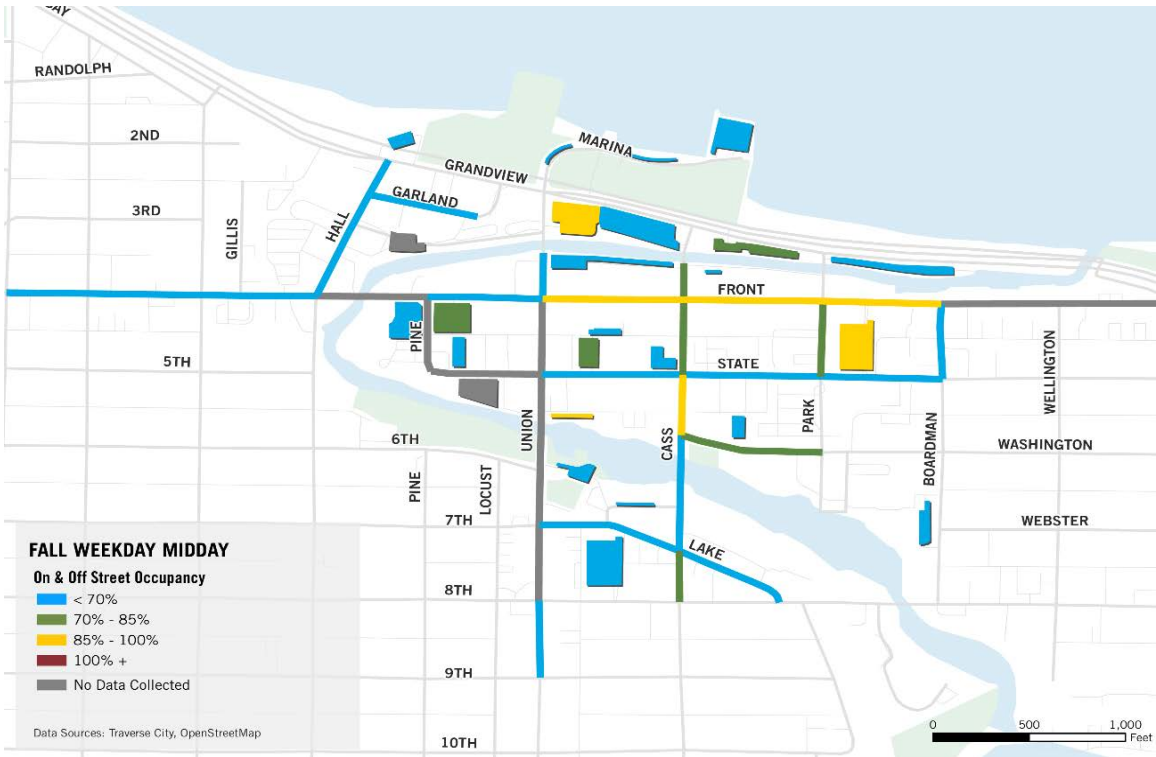 RANDOLPH
2ND
MARINA
GRANDVIEW
GARLAND
3RD
GILLIS
HALL
FRONT
PINE
5TH
STATE
WELLINGTON
PARK
UNION
CASS
BOARDMAN
6TH
WASHINGTON
PINE
LOCUST
7TH
WEBSTER
LAKE
8TH
9TH
10TH
FALL WEEKDAY MIDDAY
On & Off Street Occupancy
< 70%
70% - 85%
85% - 100%
100% +
No Data Collected
Data Sources: Traverse City, OpenStreetMap
0 500 1,000
Feet